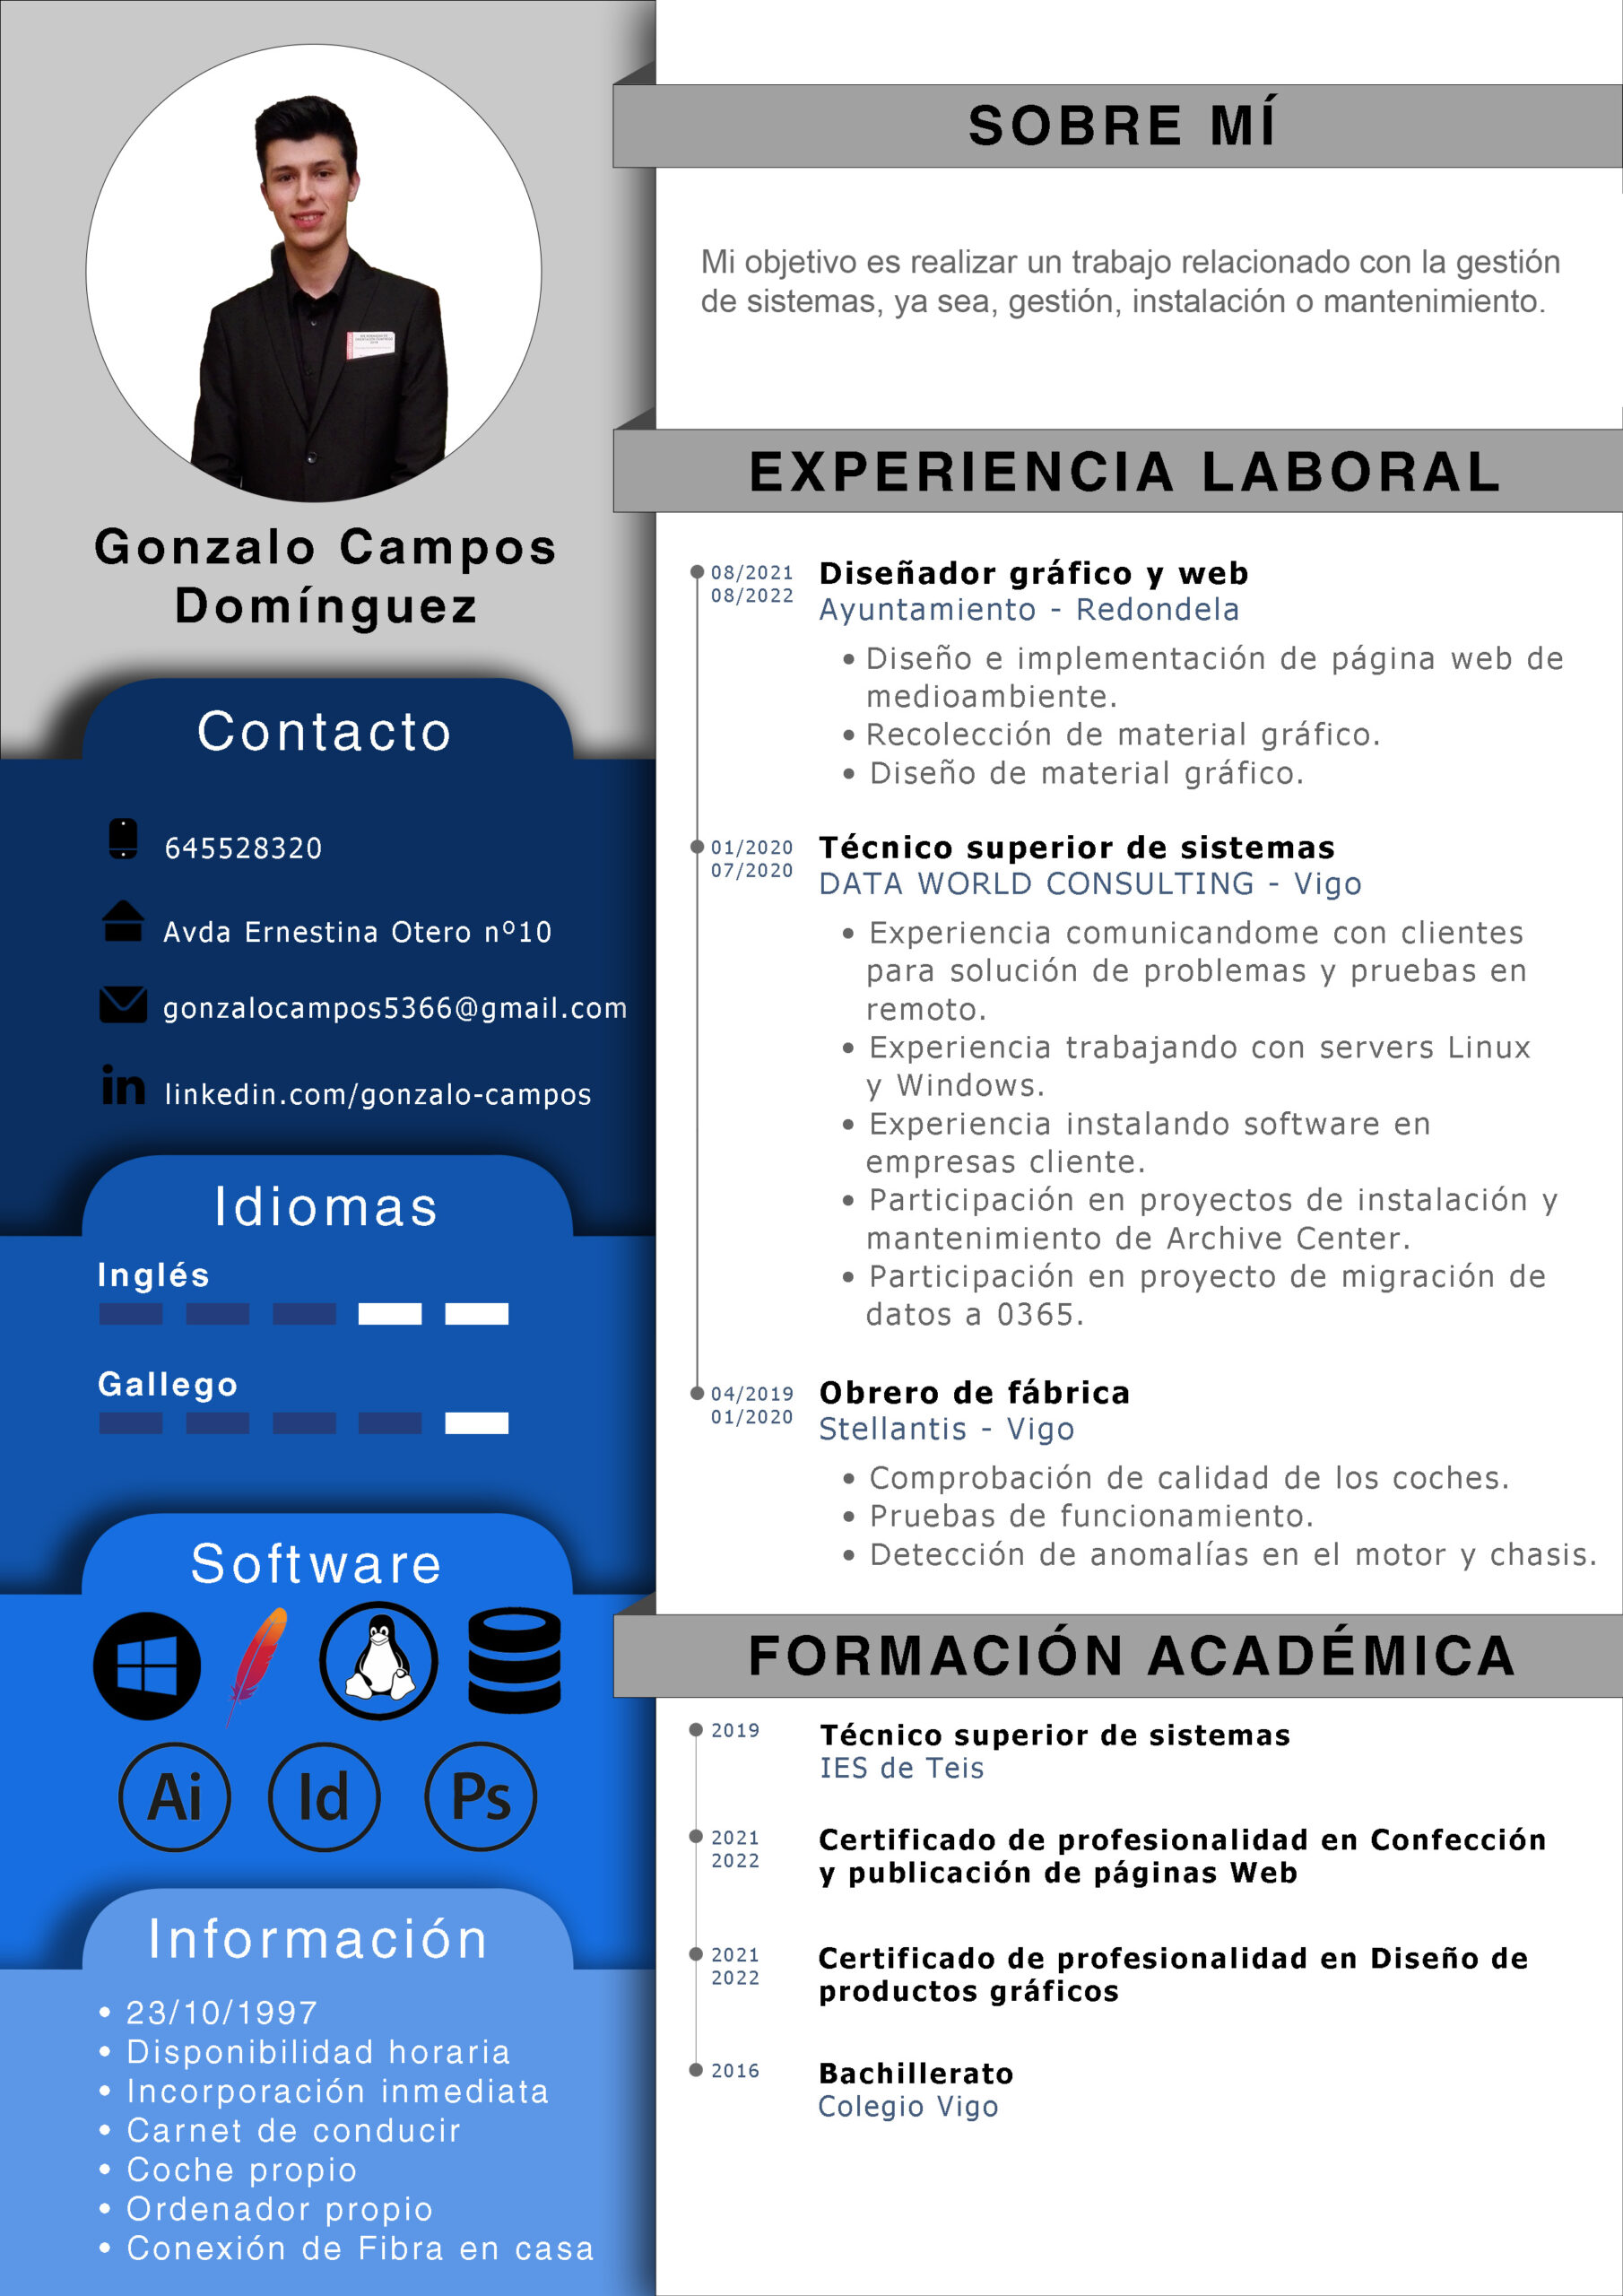 Gonzalo Campos
Domínguez
Contacto
645528320
Avda Ernestina Otero nº10
gonzalocampos5366@gmail.com
in linkedin.com/gonzalo-campos
Idiomas
Inglés
Gallego
Software
Ai Id Ps
Información
• 23/10/1997
• Disponibilidad horaria
• Incorporación inmediata
• Carnet de conducir
• Coche propio
• Ordenador propio
• Conexión de Fibra en casa
SOBRE MÍ
Mi objetivo es realizar un trabajo relacionado con la gestión
de sistemas, ya sea, gestión, instalación o mantenimiento.
EXPERIENCIA LABORAL
08/2021
08/2022
Diseñador gráfico y web
Ayuntamiento - Redondela
• Diseño e implementación de página web de
medioambiente.
• Recolección de material gráfico.
• Diseño de material gráfico.
01/2020
07/2020
Técnico superior de sistemas
DATA WORLD CONSULTING - Vigo
• Experiencia comunicandome con clientes
para solución de problemas y pruebas en
remoto.
• Experiencia trabajando con servers Linux
y Windows.
• Experiencia instalando software en
empresas cliente.
• Participación en proyectos de instalación y
mantenimiento de Archive Center.
• Participación en proyecto de migración de
datos a 0365.
04/2019
01/2020
Obrero de fábrica
Stellantis - Vigo
• Comprobación de calidad de los coches.
• Pruebas de funcionamiento.
• Detección de anomalías en el motor y chasis.
FORMACIÓN ACADÉMICA
2019
Técnico superior de sistemas
IES de Teis
2021
2022
Certificado de profesionalidad en Confección
y publicación de páginas Web
2021
2022
Certificado de profesionalidad en Diseño de
productos gráficos
2016
Bachillerato
Colegio Vigo